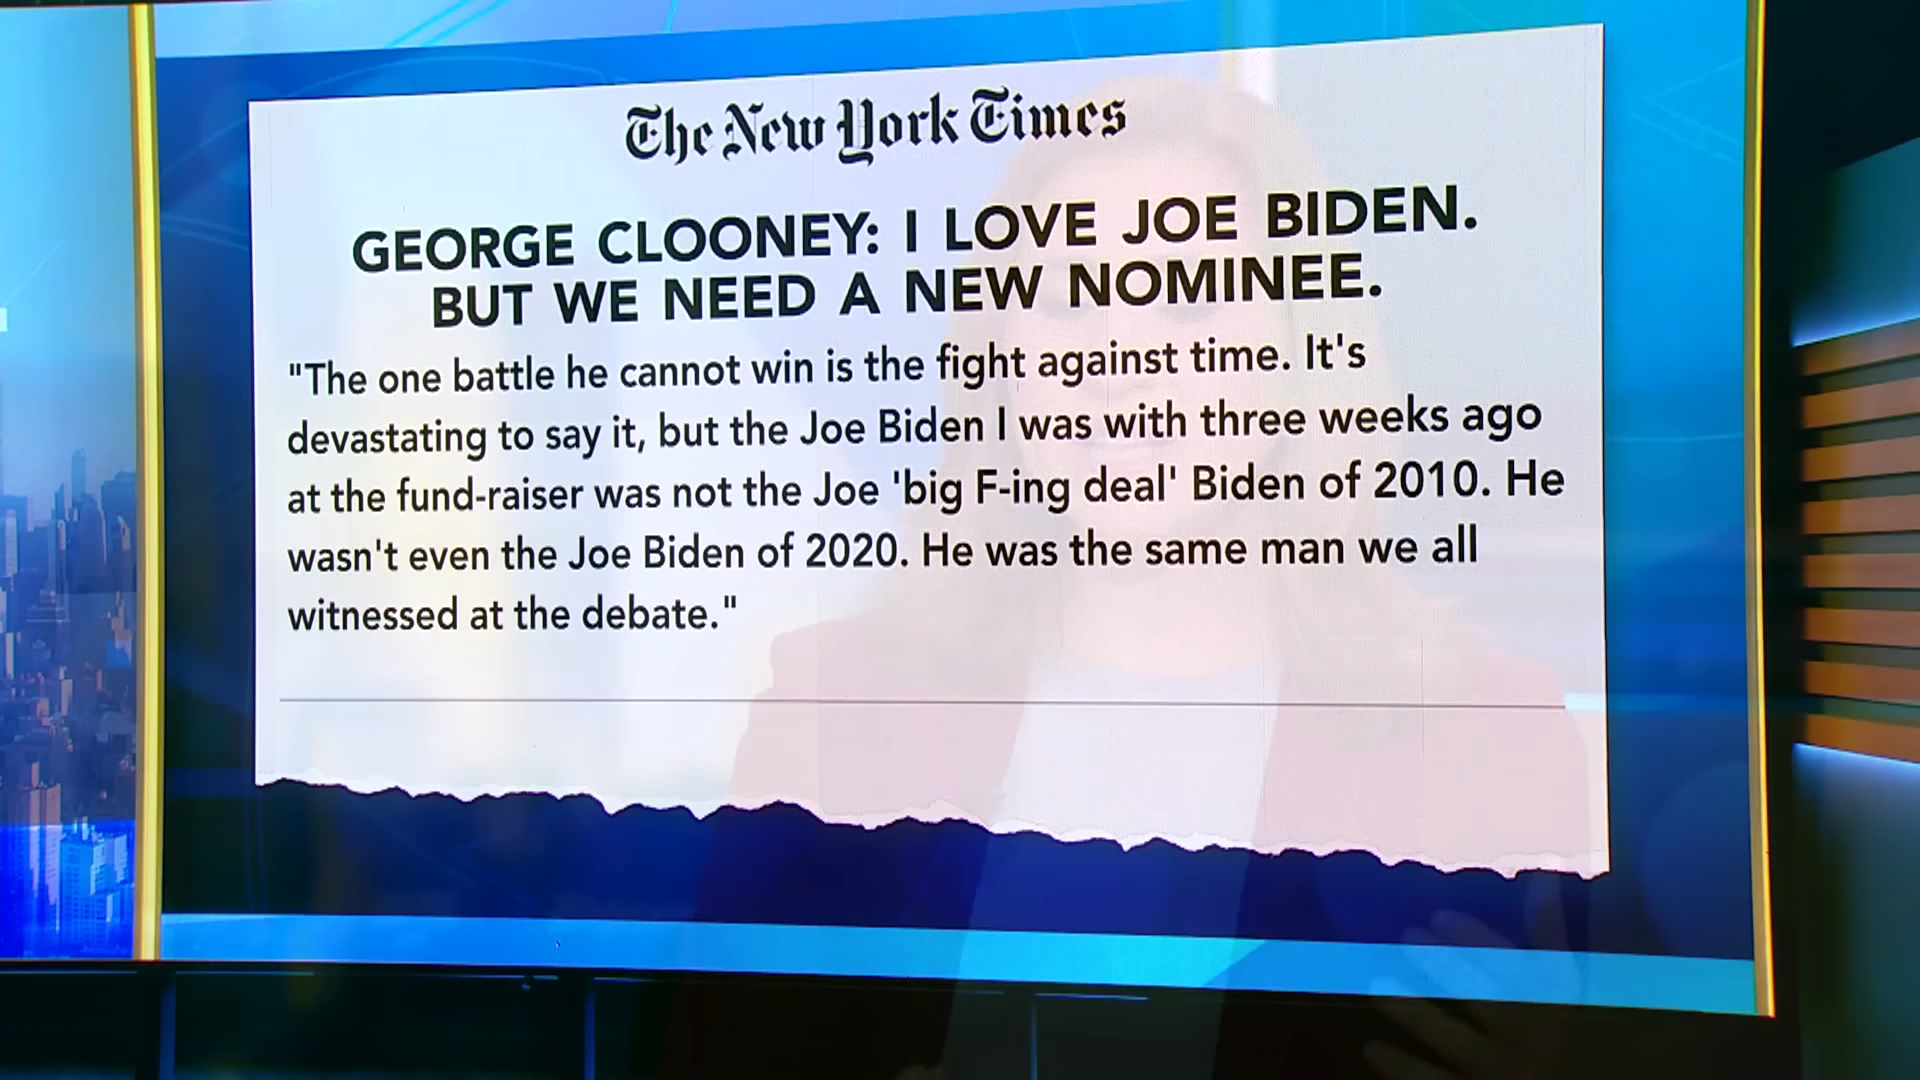 The New York Times
GEORGE CLOONEY: I LOVE JOE BIDEN.
BUT WE NEED A NEW NOMINEE.
"The one battle he cannot win is the fight against time. It's
devastating to say it, but the Joe Biden I was with three weeks ago
at the fund-raiser was not the Joe 'big F-ing deal' Biden of 2010. He
wasn't even the Joe Biden of 2020. He was the same man we all
witnessed at the debate."